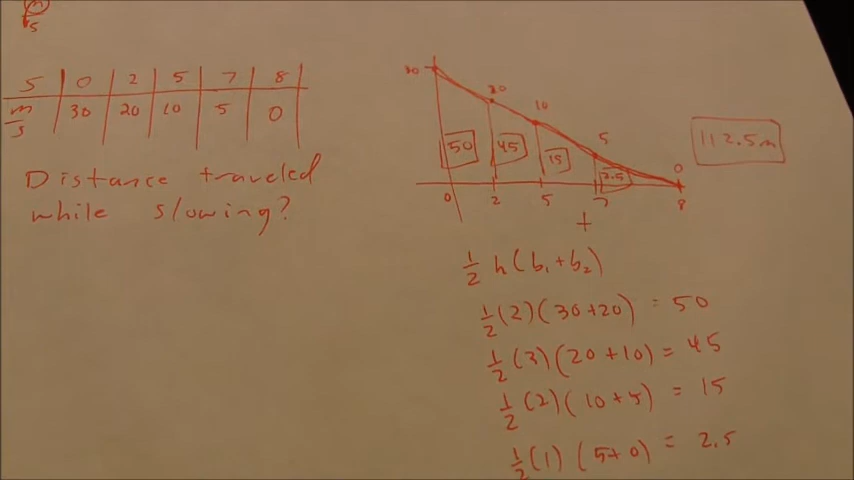 m
s
S 0 2 5 7 8
m/s 30 20 10 5 0
Distance traveled
while slowing?
30 20 10 5 0
50 45 15 2.5
0 2 5 7 8
t
112.5m
1/2 h(b₁+b₂)
1/2 (2)(30+20) = 50
1/2 (3)(20+10) = 45
1/2 (2)(10+5) = 15
1/2 (1) (5+0) = 2.5